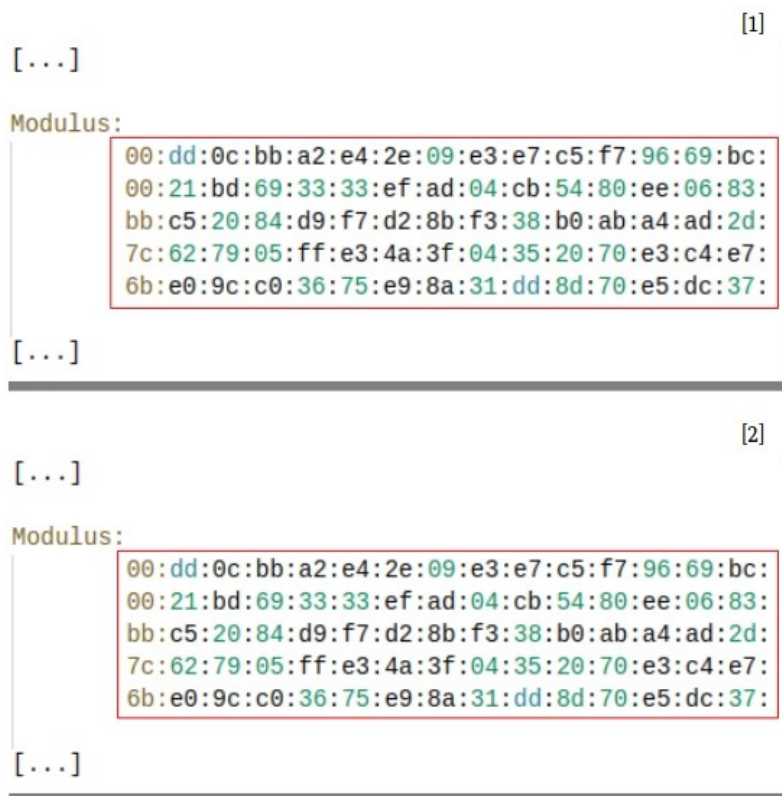 [1]
[...]
Modulus:
00:dd:0c:bb:a2:e4:2e:09:e3:e7:c5:f7:96:69:bc:
00:21:bd:69:33:33:ef:ad:04:cb:54:80:ee:06:83:
bb:c5:20:84:d9:f7:d2:8b:f3:38:b0:ab:a4:ad:2d:
7c:62:79:05:ff:e3:4a:3f:04:35:20:70:e3:c4:e7:
6b:e0:9c:c0:36:75:e9:8a:31:dd:8d:70:e5:dc:37:
[...]
[2]
[...]
Modulus:
00:dd:0c:bb:a2:e4:2e:09:e3:e7:c5:f7:96:69:bc:
00:21:bd:69:33:33:ef:ad:04:cb:54:80:ee:06:83:
bb:c5:20:84:d9:f7:d2:8b:f3:38:b0:ab:a4:ad:2d:
7c:62:79:05:ff:e3:4a:3f:04:35:20:70:e3:c4:e7:
6b:e0:9c:c0:36:75:e9:8a:31:dd:8d:70:e5:dc:37:
[...]